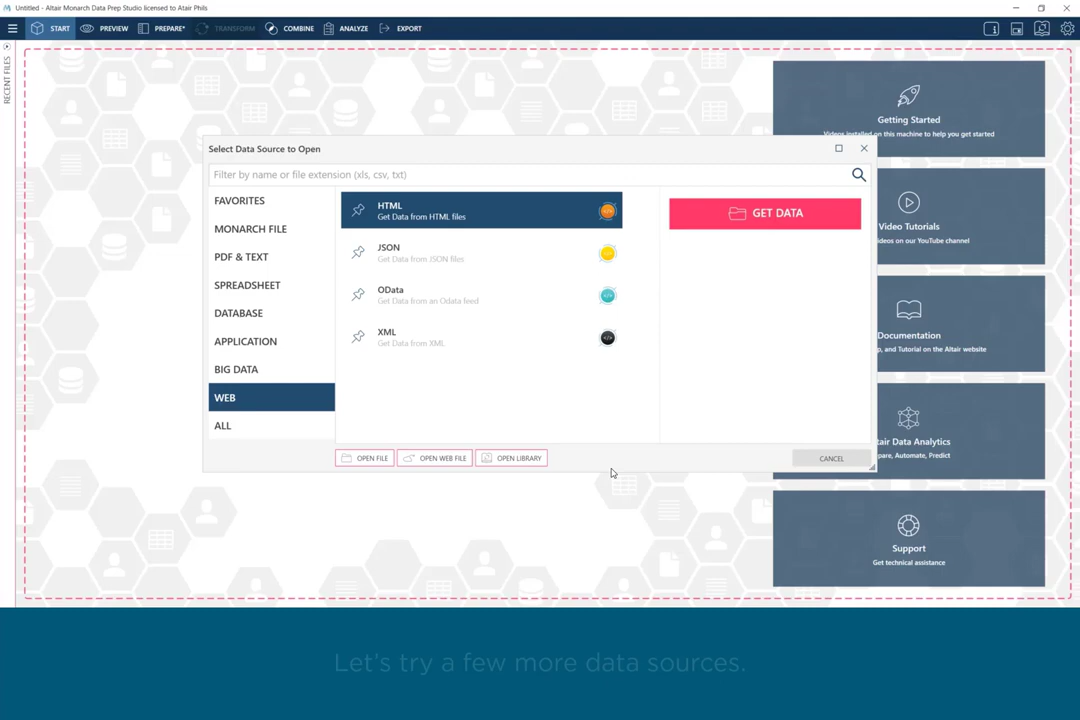 Untitled - Altair Monarch Data Prep Studio licensed to Atair Phils
START PREVIEW PREPARE* TRANSFORM COMBINE ANALYZE EXPORT
RECENT FILES
Getting Started
Videos installed on this machine to help you get started
Select Data Source to Open
Filter by name or file extension (xls, csv, txt)
FAVORITES
MONARCH FILE
PDF & TEXT
SPREADSHEET
DATABASE
APPLICATION
BIG DATA
WEB
ALL
HTML
Get Data from HTML files
JSON
Get Data from JSON files
OData
Get Data from an Odata feed
XML
Get Data from XML
GET DATA
OPEN FILE
OPEN WEB FILE
OPEN LIBRARY
CANCEL
Video Tutorials
on our YouTube channel
Documentation
and Tutorial on the Altair website
Data Analytics
Automate, Predict
Support
Get technical assistance
Let's try a few more data sources.